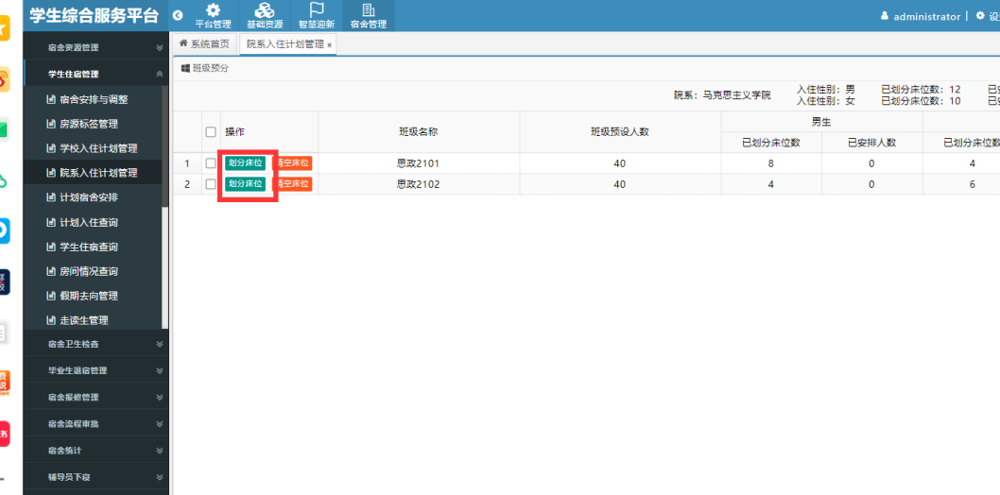 学生综合服务平台
平台管理 基础资源 智慧迎新 宿舍管理
administrator | 设
系统首页 院系入住计划管理
班级预分
院系：马克思主义学院
入住性别：男 已划分床位数：12
入住性别：女 已划分床位数：10
操作 班级名称 班级预设人数 男生
已划分床位数 已安排人数 已划分床位数
1 划分床位 清空床位 思政2101 40 8 0 4
2 划分床位 清空床位 思政2102 40 4 0 6
宿舍资源管理
学生住宿管理
宿舍安排与调整
房源标签管理
学校入住计划管理
院系入住计划管理
计划宿舍安排
计划入住查询
学生住宿查询
房间情况查询
假期去向管理
走读生管理
宿舍卫生检查
毕业生退宿管理
宿舍报修管理
宿舍流程审批
宿舍统计
辅导员下寝